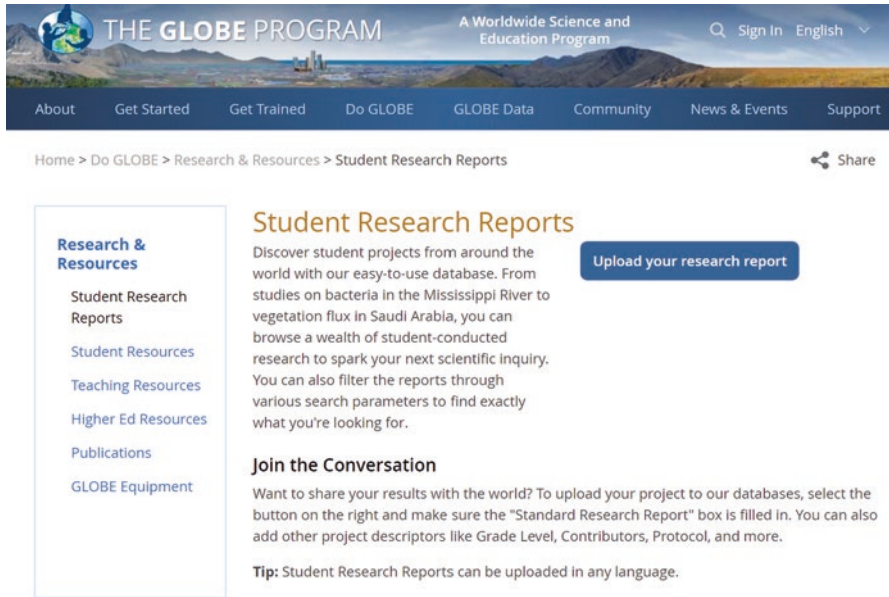 THE GLOBE PROGRAM
A Worldwide Science and
Education Program
Sign In English
About Get Started Get Trained Do GLOBE GLOBE Data Community News & Events Support
Home > Do GLOBE > Research & Resources > Student Research Reports
Share
Research &
Resources
Student Research
Reports
Student Resources
Teaching Resources
Higher Ed Resources
Publications
GLOBE Equipment
Student Research Reports
Discover student projects from around the
world with our easy-to-use database. From
studies on bacteria in the Mississippi River to
vegetation flux in Saudi Arabia, you can
browse a wealth of student-conducted
research to spark your next scientific inquiry.
You can also filter the reports through
various search parameters to find exactly
what you're looking for.
Upload your research report
Join the Conversation
Want to share your results with the world? To upload your project to our databases, select the
button on the right and make sure the "Standard Research Report" box is filled in. You can also
add other project descriptors like Grade Level, Contributors, Protocol, and more.
Tip: Student Research Reports can be uploaded in any language.